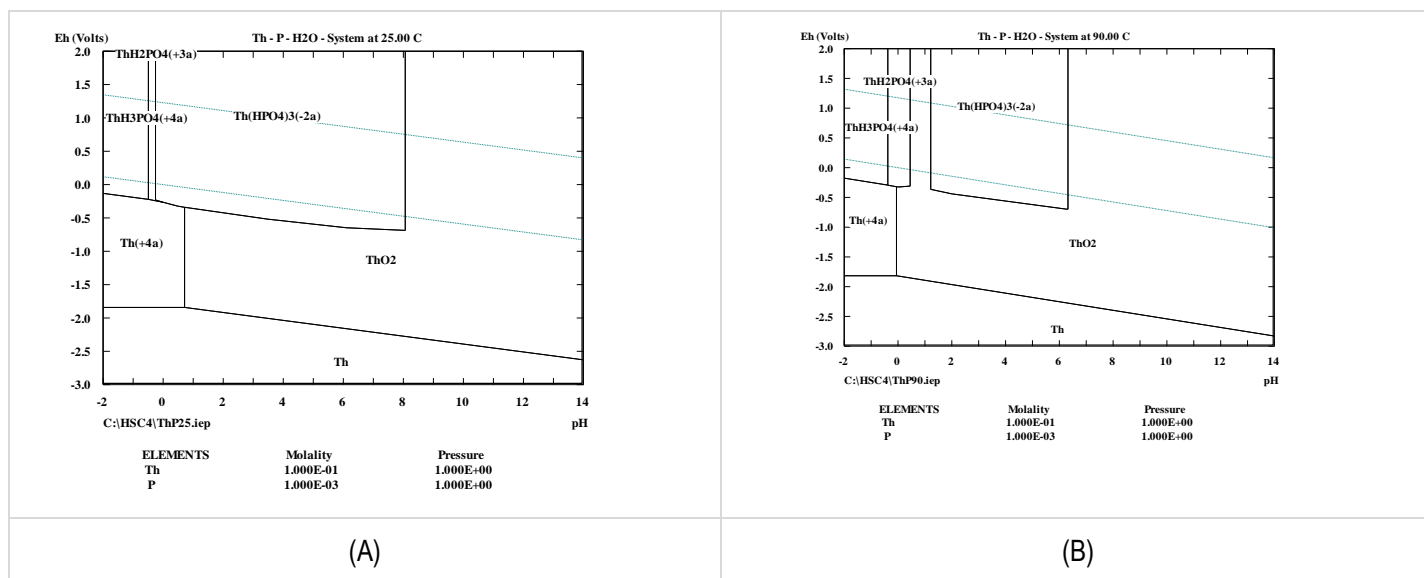 Eh (Volts) Th - P - H2O - System at 25.00 C
2.0
ThH2PO4(+3a)
1.5
1.0
ThH3PO4(+4a)
Th(HPO4)3(-2a)
0.5
0.0
-0.5
Th(+4a)
-1.0
ThO2
-1.5
-2.0
-2.5
Th
-3.0
-2 0 2 4 6 8 10 12 14
C:\HSC4\ThP25.iep pH
ELEMENTS Molality Pressure
Th 1.000E-01 1.000E+00
P 1.000E-03 1.000E+00
(A)
Eh (Volts) Th - P - H2O - System at 90.00 C
2.0
1.5
ThH2PO4(+3a)
1.0
Th(HPO4)3(-2a)
ThH3PO4(+4a)
0.5
0.0
-0.5
Th(+4a)
-1.0
ThO2
-1.5
-2.0
-2.5
Th
-3.0
-2 0 2 4 6 8 10 12 14
C:\HSC4\ThP90.iep pH
ELEMENTS Molality Pressure
Th 1.000E-01 1.000E+00
P 1.000E-03 1.000E+00
(B)